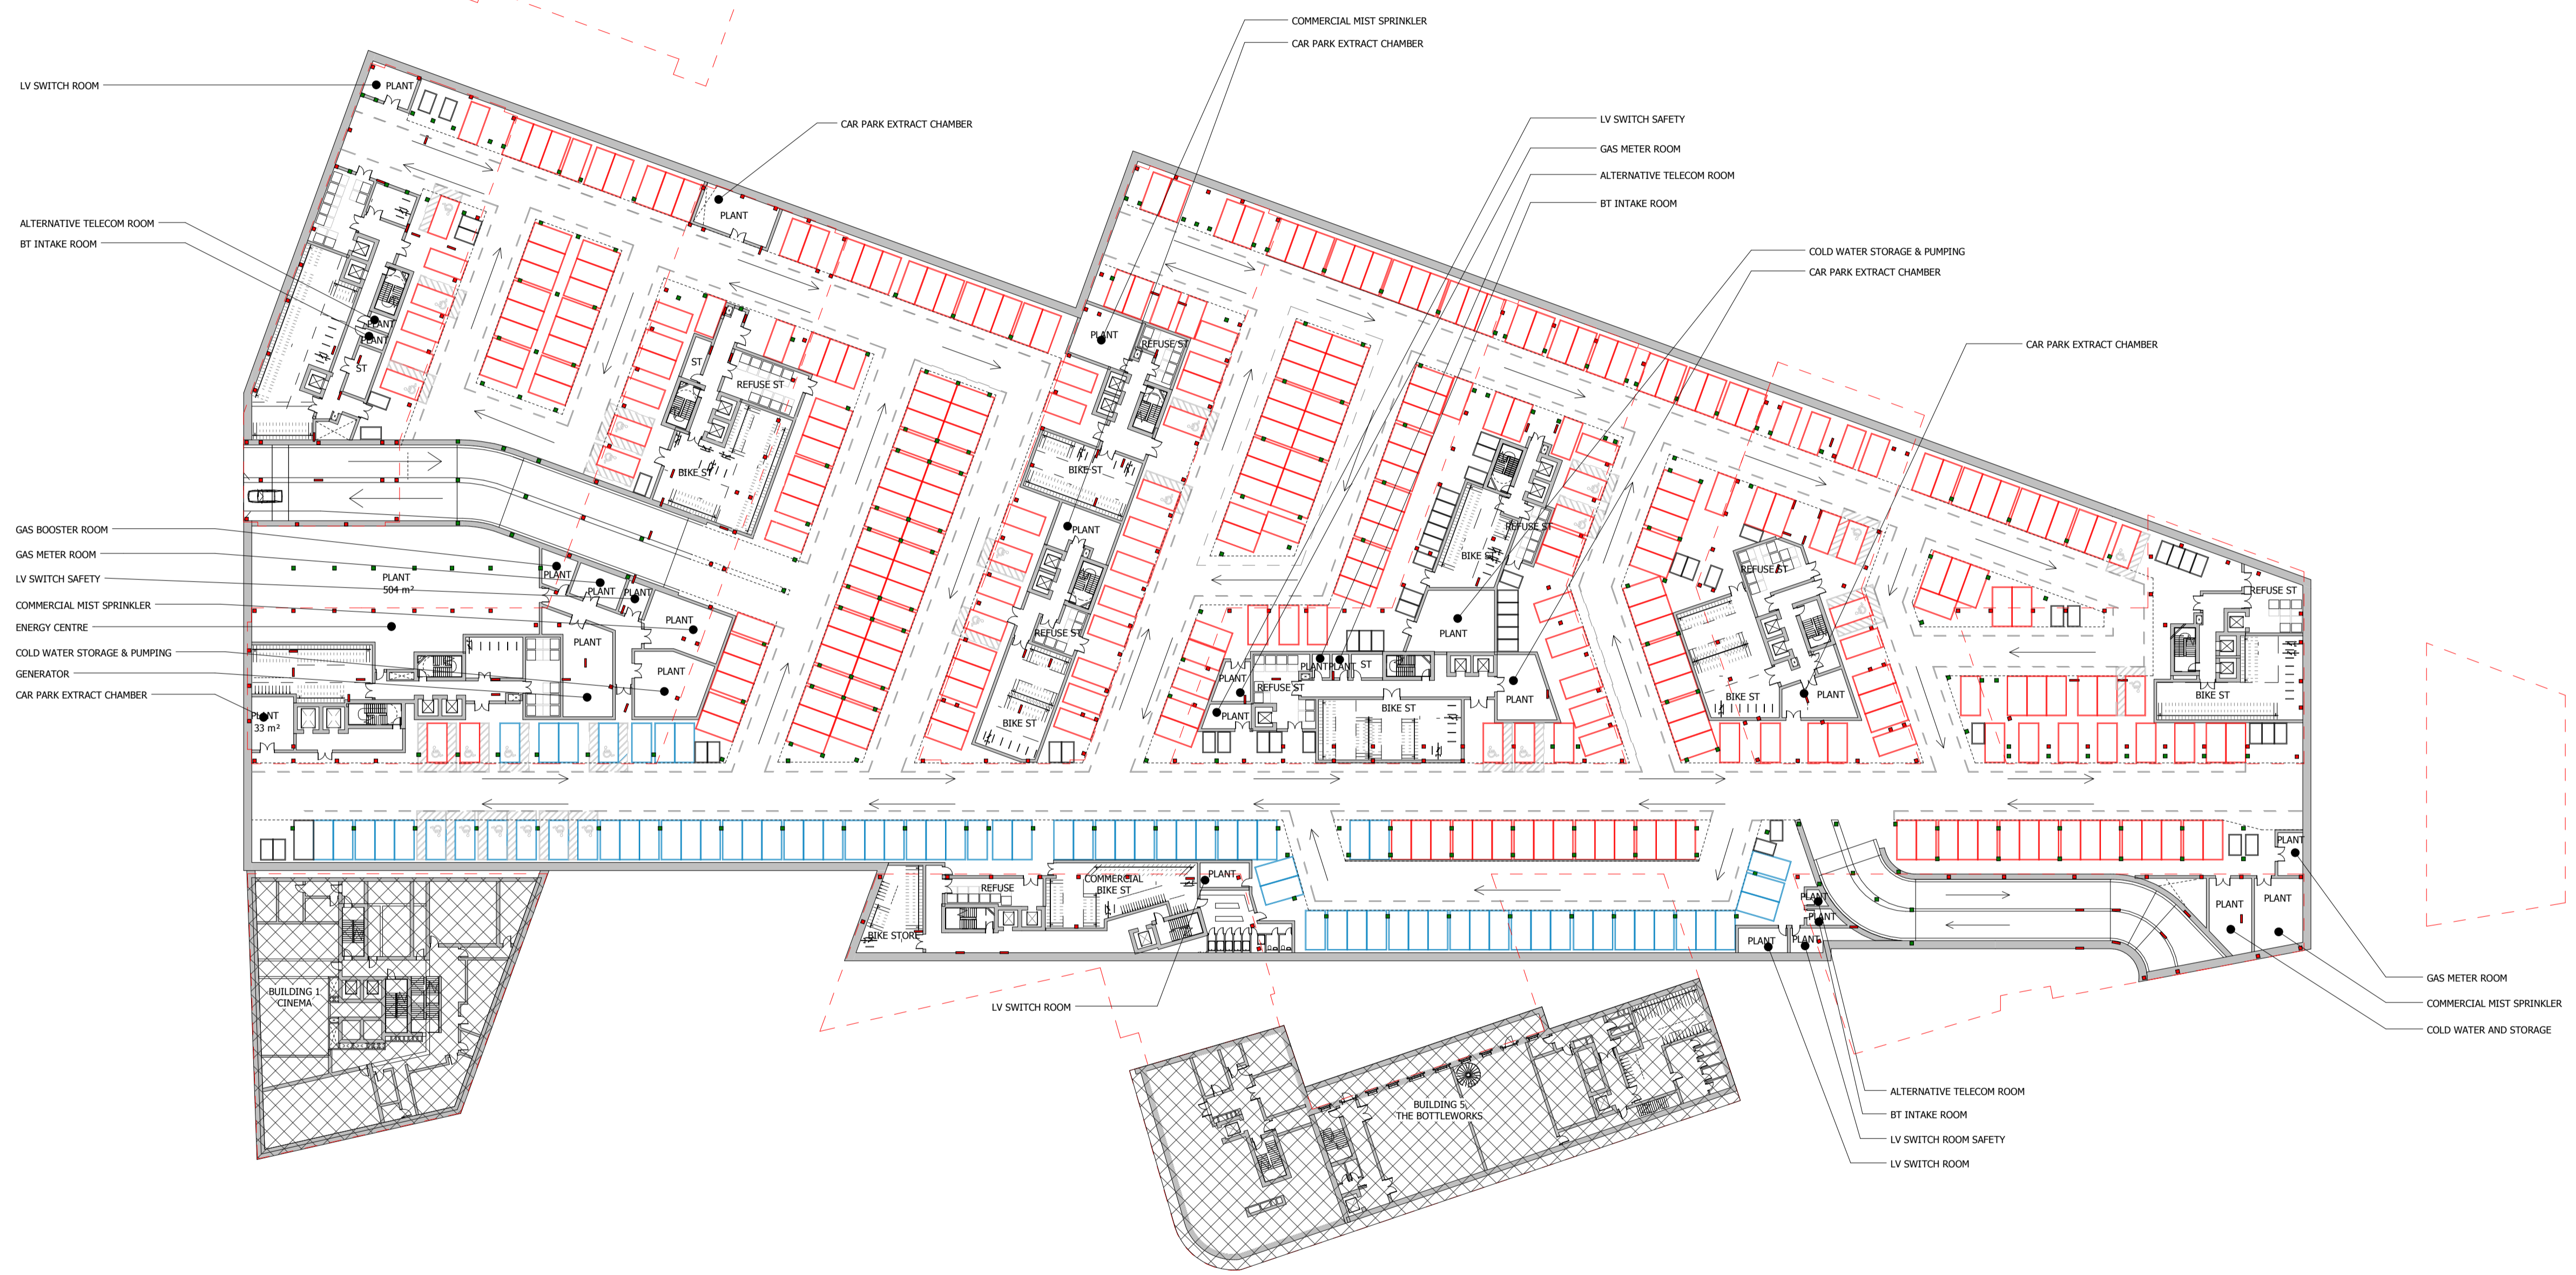 COMMERCIAL MIST SPRINKLER
CAR PARK EXTRACT CHAMBER
LV SWITCH ROOM
PLANT
CAR PARK EXTRACT CHAMBER
LV SWITCH SAFETY
GAS METER ROOM
ALTERNATIVE TELECOM ROOM
BT INTAKE ROOM
PLANT
ALTERNATIVE TELECOM ROOM
BT INTAKE ROOM
COLD WATER STORAGE & PUMPING
CAR PARK EXTRACT CHAMBER
PLANT
PLANT
ST
PLANT
REFUSE ST
CAR PARK EXTRACT CHAMBER
ST
REFUSE ST
BIKE ST
BIKE ST
GAS BOOSTER ROOM
GAS METER ROOM
LV SWITCH SAFETY
COMMERCIAL MIST SPRINKLER
ENERGY CENTRE
COLD WATER STORAGE & PUMPING
GENERATOR
CAR PARK EXTRACT CHAMBER
PLANT
504 m²
PLANT
PLANT
PLANT
PLANT
PLANT
PLANT
PLANT
33 m²
PLANT
REFUSE ST
BIKE ST
REFUSE ST
BIKE ST
PLANT
PLANT
PLANT
ST
PLANT
REFUSE ST
PLANT
BIKE ST
PLANT
REFUSE ST
BIKE ST
PLANT
REFUSE ST
BIKE ST
PLANT
REFUSE
COMMERCIAL
BIKE ST
PLANT
BIKE STORE
PLANT
PLANT
PLANT
PLANT
PLANT
PLANT
LV SWITCH ROOM
BUILDING 1
CINEMA
BUILDING 5,
THE BOTTLEWORKS
GAS METER ROOM
COMMERCIAL MIST SPRINKLER
COLD WATER AND STORAGE
ALTERNATIVE TELECOM ROOM
BT INTAKE ROOM
LV SWITCH ROOM SAFETY
LV SWITCH ROOM